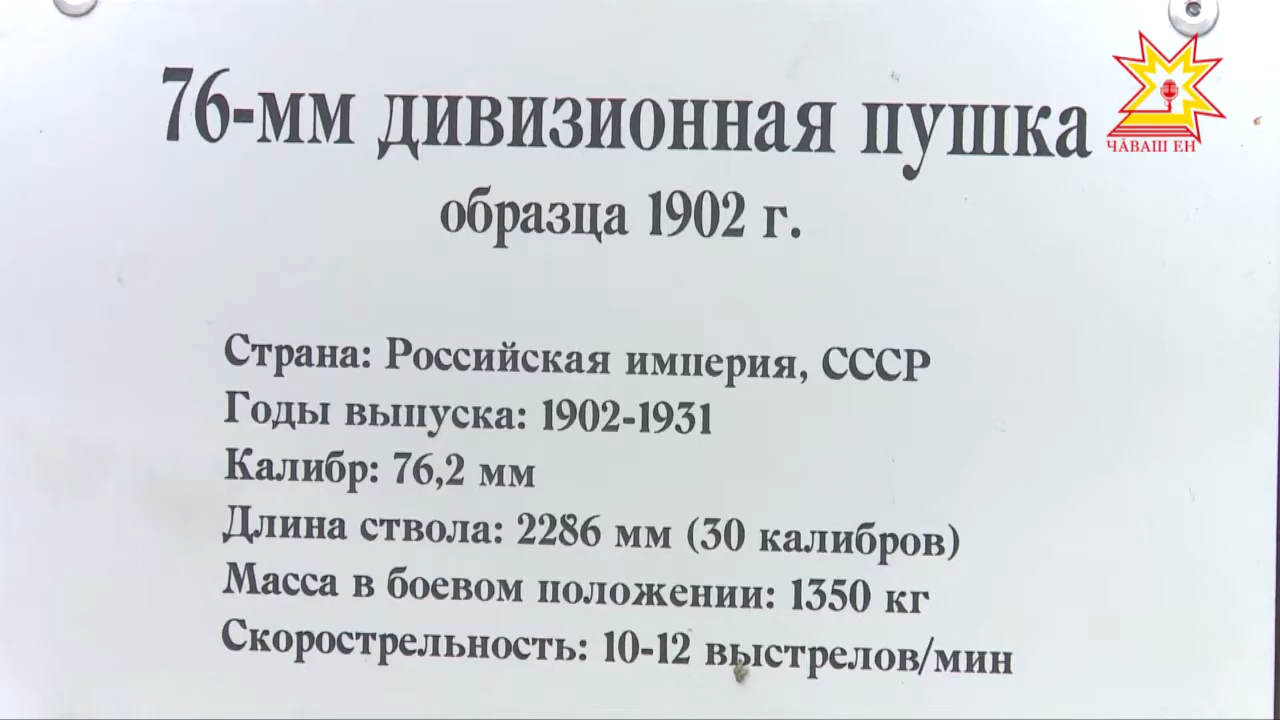 76-мм дивизионная пушка
образца 1902 г.
ЧӐВАШ ЕН
Страна: Российская империя, СССР
Годы выпуска: 1902-1931
Калибр: 76,2 мм
Длина ствола: 2286 мм (30 калибров)
Масса в боевом положении: 1350 кг
Скорострельность: 10-12 выстрелов/мин